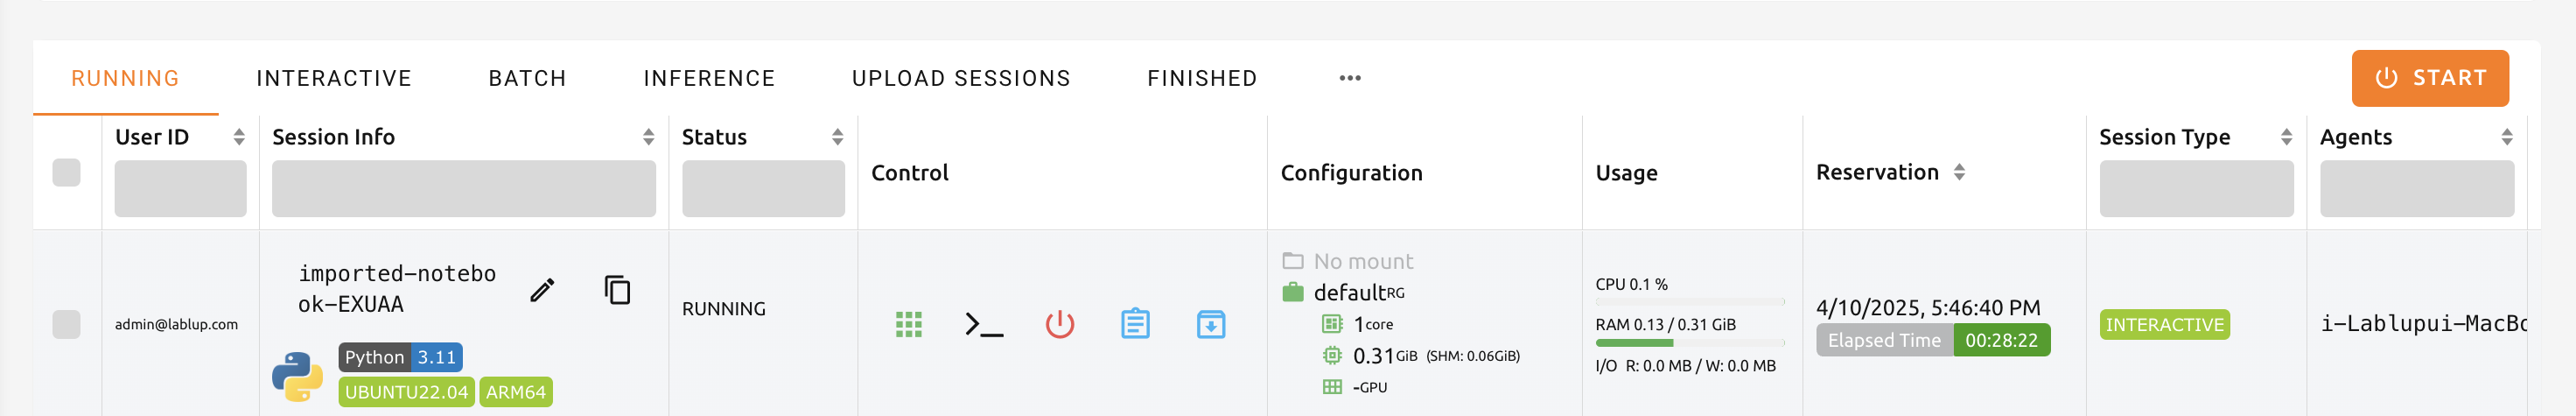 RUNNING INTERACTIVE BATCH INFERENCE UPLOAD SESSIONS FINISHED ••• START
User ID Session Info Status Control Configuration Usage Reservation Session Type Agents
admin@lablup.com
imported-notebo
ok-EXUAA
Python 3.11
UBUNTU22.04 ARM64
RUNNING
No mount
defaultRG
1core
0.31GiB (SHM: 0.06GiB)
-GPU
CPU 0.1 %
RAM 0.13 / 0.31 GiB
I/O R: 0.0 MB / W: 0.0 MB
4/10/2025, 5:46:40 PM
Elapsed Time 00:28:22
INTERACTIVE
i-Lablupui-MacBo